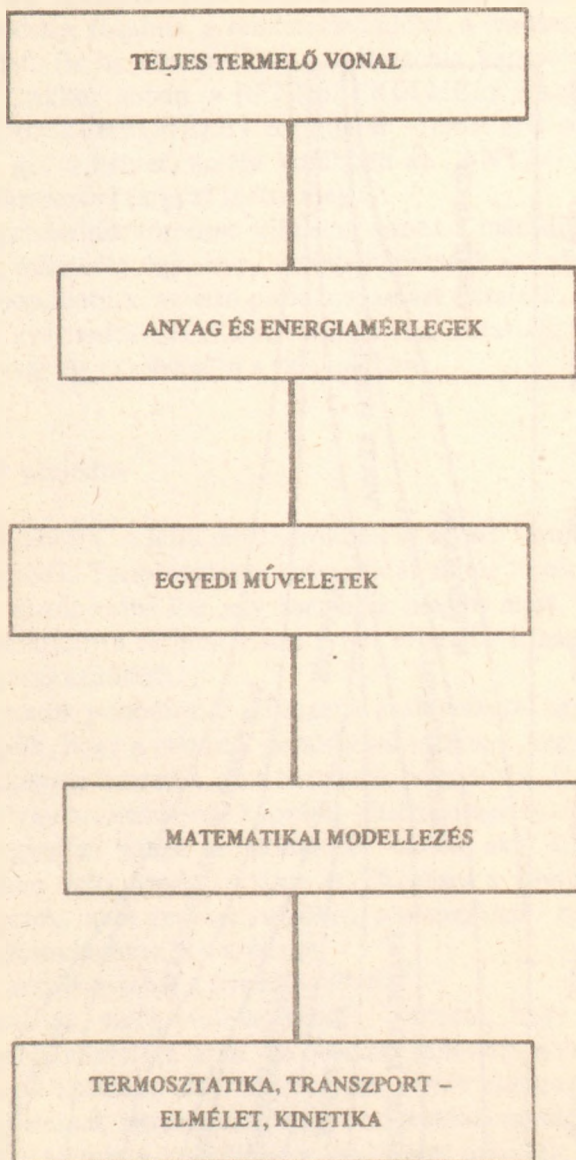 TELJES TERMELŐ VONAL
ANYAG ÉS ENERGIAMÉRLEGEK
EGYEDI MŰVELETEK
MATEMATIKAI MODELLEZÉS
TERMOSZTATIKA, TRANSZPORT –
ELMÉLET, KINETIKA